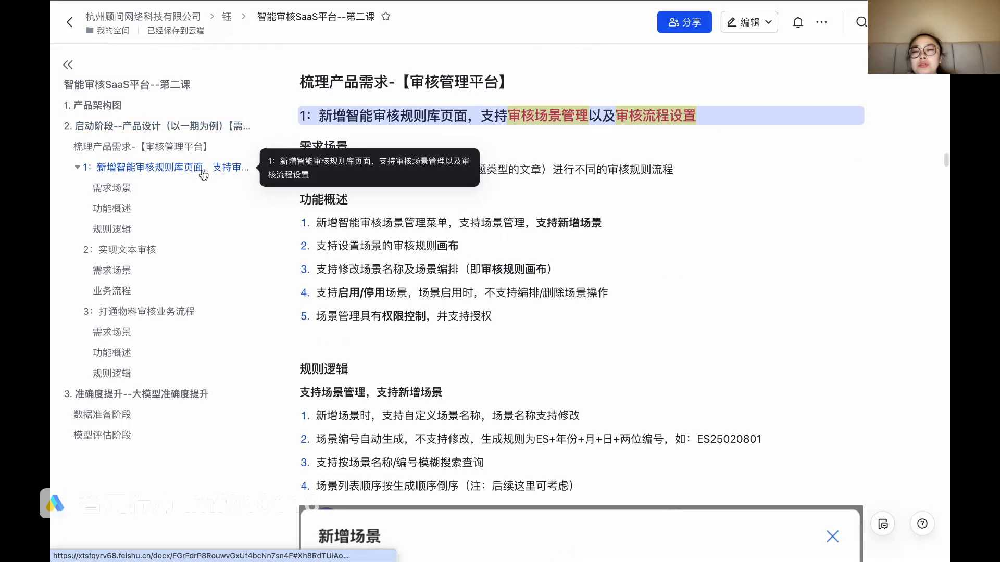 杭州顾问网络科技有限公司 > 钰 > 智能审核SaaS平台--第二课
我的空间 | 已经保存到云端
分享
编辑
智能审核SaaS平台--第二课
1. 产品架构图
2. 启动阶段--产品设计（以一期为例）【需...
梳理产品需求-【审核管理平台】
1：新增智能审核规则库页面，支持审...
需求场景
功能概述
规则逻辑
2：实现文本审核
需求场景
业务流程
3：打通物料审核业务流程
需求场景
功能概述
规则逻辑
3. 准确度提升--大模型准确度提升
数据准备阶段
模型评估阶段
梳理产品需求-【审核管理平台】
1：新增智能审核规则库页面，支持审核场景管理以及审核流程设置
需求场景
1：新增智能审核规则库页面，支持审核场景管理以及审
核流程设置
题类型的文章）进行不同的审核规则流程
功能概述
1. 新增智能审核场景管理菜单，支持场景管理，支持新增场景
2. 支持设置场景的审核规则画布
3. 支持修改场景名称及场景编排（即审核规则画布）
4. 支持启用/停用场景，场景启用时，不支持编排/删除场景操作
5. 场景管理具有权限控制，并支持授权
规则逻辑
支持场景管理，支持新增场景
1. 新增场景时，支持自定义场景名称，场景名称支持修改
2. 场景编号自动生成，不支持修改，生成规则为ES+年份+月+日+两位编号，如：ES25020801
3. 支持按场景名称/编号模糊搜索查询
4. 场景列表顺序按生成顺序倒序（注：后续这里可考虑）
新增场景
https://xtsfqyrv68.feishu.cn/docx/FGrFdrP8RouwvGxUf4bcNn7sn4F#Xh8RdTUiAo...